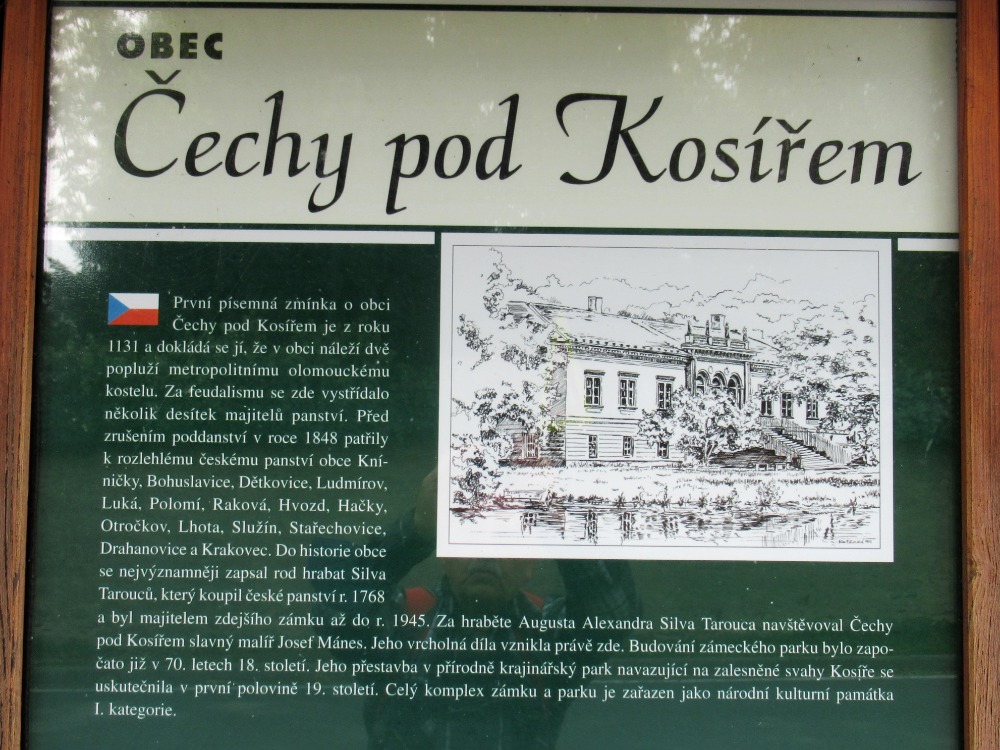 OBEC
Čechy pod Kosířem
První písemná zmínka o obci
Čechy pod Kosířem je z roku
1131 a dokládá se jí, že v obci náleží dvě
popluží metropolitnímu olomouckému
kostelu. Za feudalismu se zde vystřídalo
několik desítek majitelů panství. Před
zrušením poddanství v roce 1848 patřily
k rozlehlému českému panství obce Kní-
ničky, Bohuslavice, Dětkovice, Ludmírov,
Luká, Polomí, Raková, Hvozd, Hačky,
Otročkov, Lhota, Služín, Stařechovice,
Drahanovice a Krakovec. Do historie obce
se nejvýznamněji zapsal rod hrabat Silva
Tarouců, který koupil české panství r. 1768
a byl majitelem zdejšího zámku až do r. 1945. Za hraběte Augusta Alexandra Silva Tarouca navštěvoval Čechy
pod Kosířem slavný malíř Josef Mánes. Jeho vrcholná díla vznikla právě zde. Budování zámeckého parku bylo zapo-
čato již v 70. letech 18. století. Jeho přestavba v přírodně krajinářský park navazující na zalesněné svahy Kosíře se
uskutečnila v první polovině 19. století. Celý komplex zámku a parku je zařazen jako národní kulturní památka
I. kategorie.